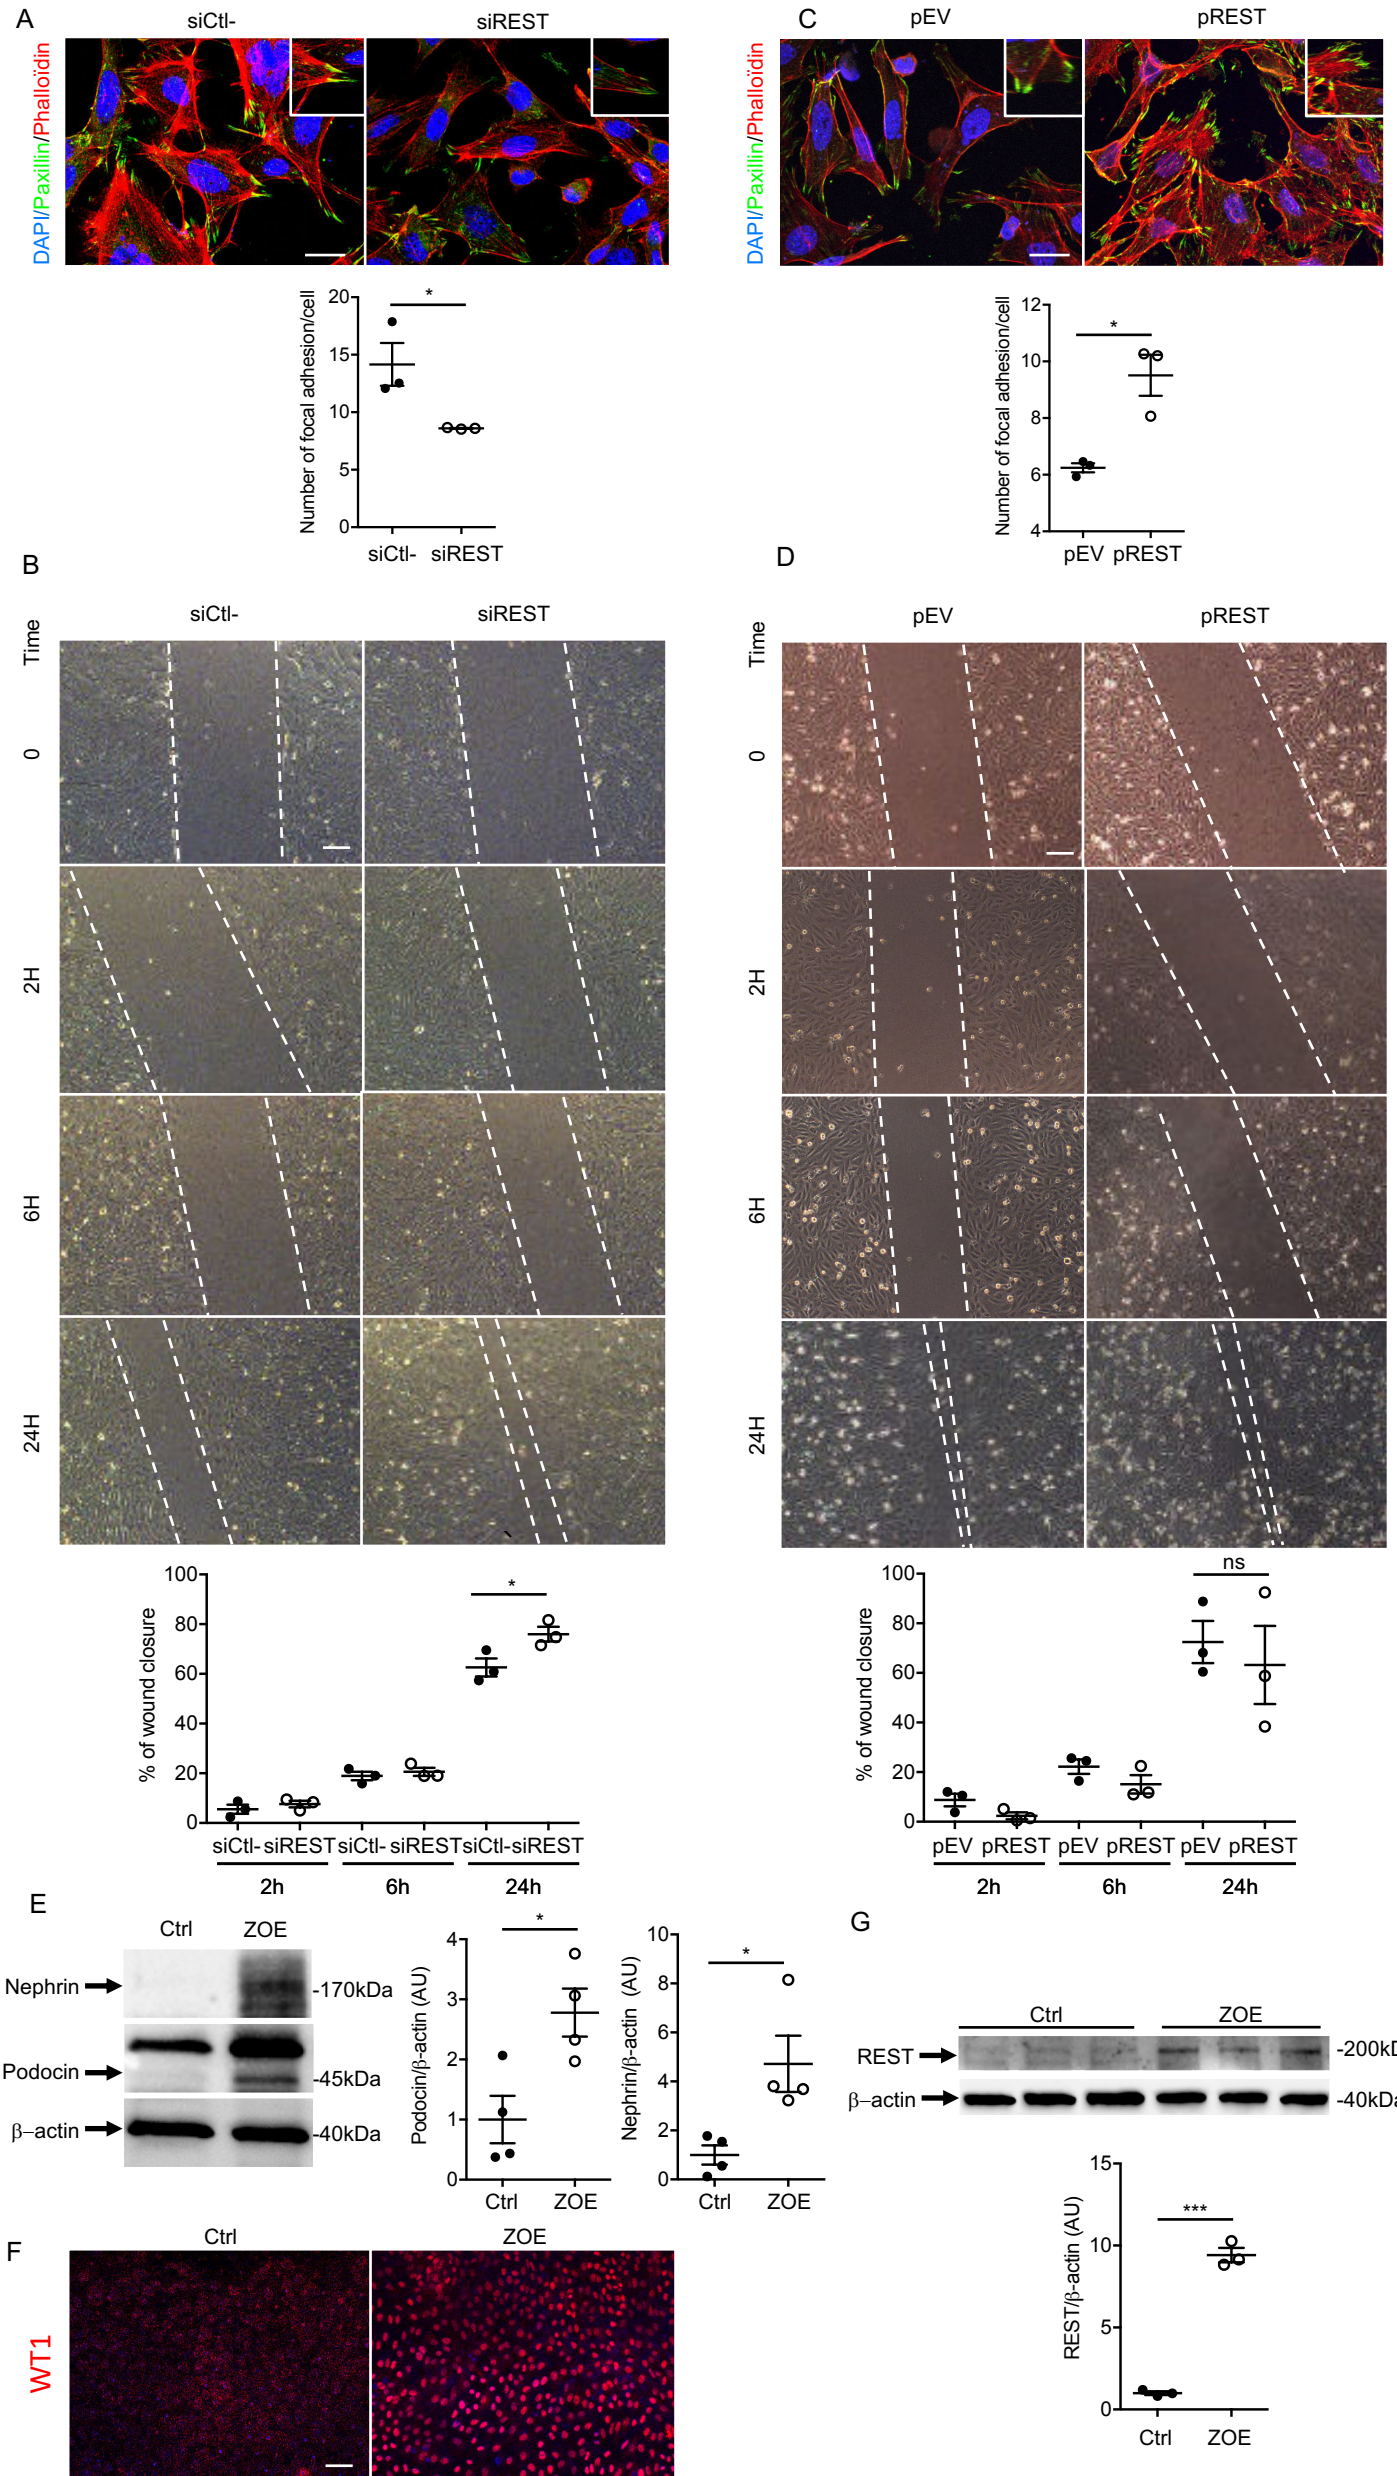 A
siCtl-
siREST
DAPI/Paxillin/Phalloïdin
C
pEV
pREST
DAPI/Paxillin/Phalloïdin
Number of focal adhesion/cell
20
15
10
5
0
*
siCtl-
siREST
Number of focal adhesion/cell
12
10
8
6
4
*
pEV
pREST
B
siCtl-
siREST
Time
0
2H
6H
24H
D
pEV
pREST
Time
0
2H
6H
24H
% of wound closure
100
80
60
40
20
0
*
siCtl- siREST siCtl- siREST siCtl- siREST
2h
6h
24h
% of wound closure
100
80
60
40
20
0
ns
pEV pREST pEV pREST pEV pREST
2h
6h
24h
E
Ctrl
ZOE
Nephrin
-170kDa
Podocin
-45kDa
β–actin
-40kDa
Podocin/β-actin (AU)
4
3
2
1
0
*
Ctrl
ZOE
Nephrin/β-actin (AU)
10
8
6
4
2
0
*
Ctrl
ZOE
G
Ctrl
ZOE
REST
-200kD
β–actin
-40kDa
REST/β-actin (AU)
15
10
5
0
***
Ctrl
ZOE
F
Ctrl
ZOE
WT1